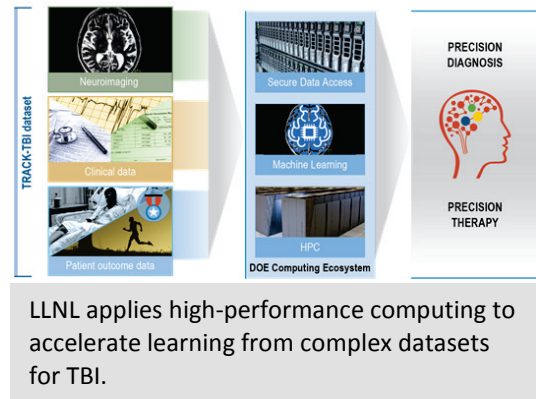 TRACK-TBI dataset
Neuroimaging
Clinical data
Patient outcome data
Secure Data Access
Machine Learning
HPC
DOE Computing Ecosystem
PRECISION
DIAGNOSIS
PRECISION
THERAPY
LLNL applies high-performance computing to
accelerate learning from complex datasets
for TBI.